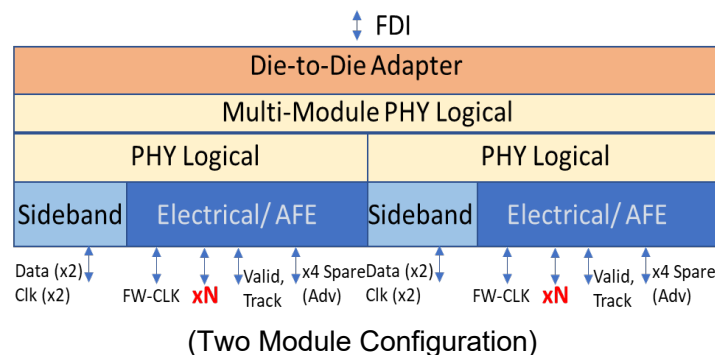 FDI
Die-to-Die Adapter
Multi-Module PHY Logical
PHY Logical
PHY Logical
Sideband
Electrical/ AFE
Sideband
Electrical/ AFE
Data (x2)
Clk (x2)
FW-CLK
xN
Valid,
Track
x4 Spare
(Adv)
Data (x2)
Clk (x2)
FW-CLK
xN
Valid,
Track
x4 Spare
(Adv)
(Two Module Configuration)